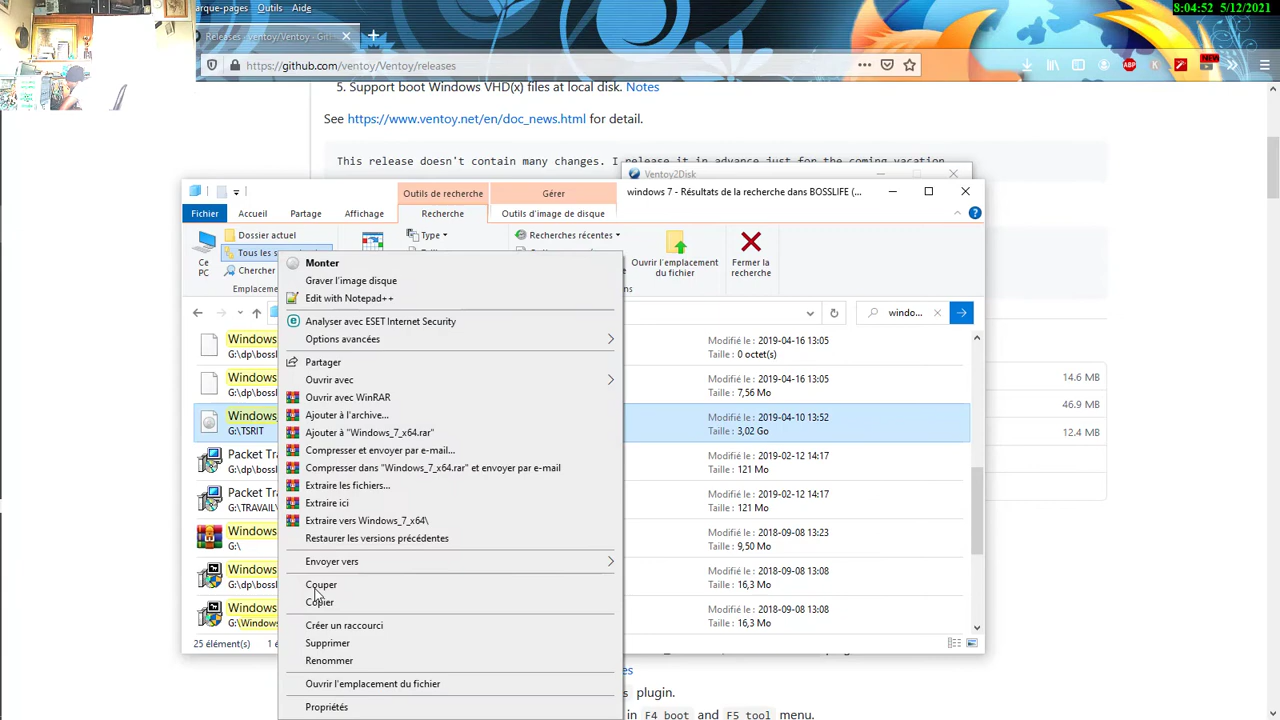 arque-pages Outils Aide
8:04:52 5/12/2021
Releases · ventoy/Ventoy · Git
https://github.com/ventoy/Ventoy/releases
ABP
K
NEW
5. Support boot Windows VHD(x) files at local disk. Notes
See https://www.ventoy.net/en/doc_news.html for detail.
This release doesn't contain many changes. I release it in advance just for the coming vacation
Ventoy2Disk
Outils de recherche
Gérer
windows 7 - Résultats de la recherche dans BOSSLIFE (...
Fichier
Accueil
Partage
Affichage
Recherche
Outils d'image de disque
Ce PC
Dossier actuel
Tous les s
Chercher
Emplaceme
Type
Recherches récentes
Ouvrir l'emplacement du fichier
Fermer la recherche
ns
windo...
Monter
Graver l'image disque
Edit with Notepad++
Analyser avec ESET Internet Security
Options avancées
Partager
Ouvrir avec
Ouvrir avec WinRAR
Ajouter à l'archive...
Ajouter à "Windows_7_x64.rar"
Compresser et envoyer par e-mail...
Compresser dans "Windows_7_x64.rar" et envoyer par e-mail
Extraire les fichiers...
Extraire ici
Extraire vers Windows_7_x64\
Restaurer les versions précédentes
Envoyer vers
Couper
Copier
Créer un raccourci
Supprimer
Renommer
Ouvrir l'emplacement du fichier
Propriétés
Windows
G:\dp\bossl
Modifié le : 2019-04-16 13:05
Taille : 0 octet(s)
Windows
G:\dp\bossl
Modifié le : 2019-04-16 13:05
Taille : 7,56 Mo
Windows_
G:\TSRIT
Modifié le : 2019-04-10 13:52
Taille : 3,02 Go
Packet Tra
G:\dp\bossl
Modifié le : 2019-02-12 14:17
Taille : 121 Mo
Packet Tra
G:\TRAVAIL\
Modifié le : 2019-02-12 14:17
Taille : 121 Mo
Windows
G:\
Modifié le : 2018-09-08 13:23
Taille : 9,50 Mo
Windows
G:\dp\bossl
Modifié le : 2018-09-08 13:08
Taille : 16,3 Mo
Windows
G:\Windows
Modifié le : 2018-09-08 13:08
Taille : 16,3 Mo
25 élément(s)
1 é
14.6 MB
46.9 MB
12.4 MB
es
s plugin.
in F4 boot and F5 tool menu.